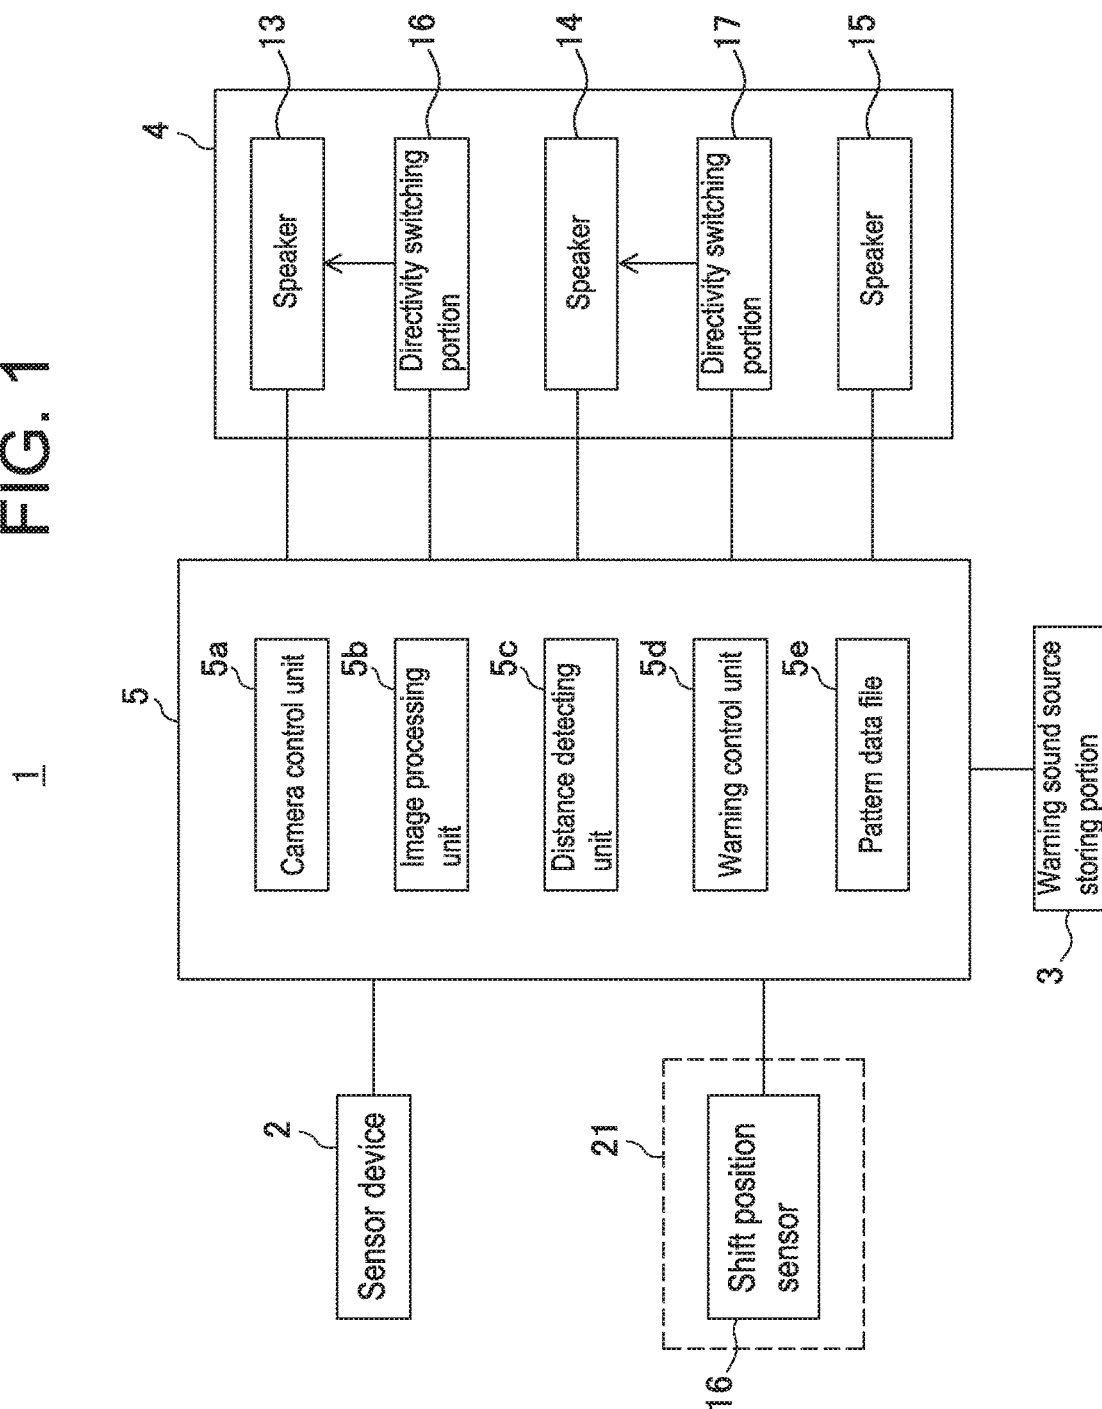 FIG. 1
1
5
5a
Camera control unit
5b
Image processing
unit
5c
Distance detecting
unit
5d
Warning control unit
5e
Pattern data file
4
Speaker
13
Directivity switching
portion
16
Speaker
14
Directivity switching
portion
17
Speaker
15
2
Sensor device
21
Shift position
sensor
16
Warning sound source
storing portion
3